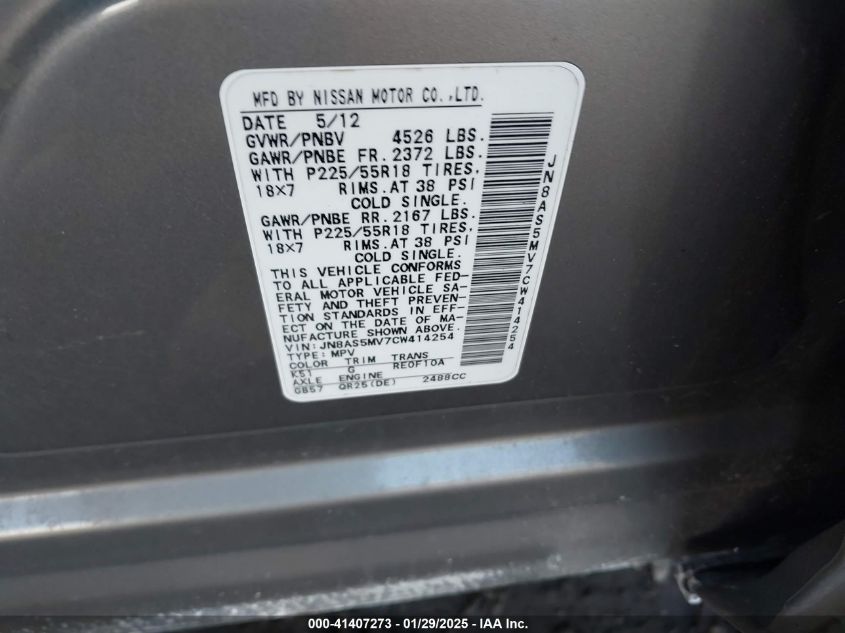 MFD BY NISSAN MOTOR CO.,LTD.
DATE 5/12
GVWR/PNBV 4526 LBS.
GAWR/PNBE FR. 2372 LBS.
WITH P225/55R18 TIRES,
18X7 RIMS.AT 38 PSI
COLD SINGLE.
GAWR/PNBE RR. 2167 LBS.
WITH P225/55R18 TIRES,
18X7 RIMS.AT 38 PSI
COLD SINGLE.
THIS VEHICLE CONFORMS
TO ALL APPLICABLE FED-
ERAL MOTOR VEHICLE SA-
FETY AND THEFT PREVEN-
TION STANDARDS IN EFF-
ECT ON THE DATE OF MA-
NUFACTURE SHOWN ABOVE.
VIN: JN8AS5MV7CW414254
TYPE: MPV
COLOR TRIM TRANS
K51 G RE0F10A
AXLE ENGINE
GB57 QR25(DE) 2488CC
JN8AS5MV7CW414254
000-41407273 - 01/29/2025 - IAAI Inc.